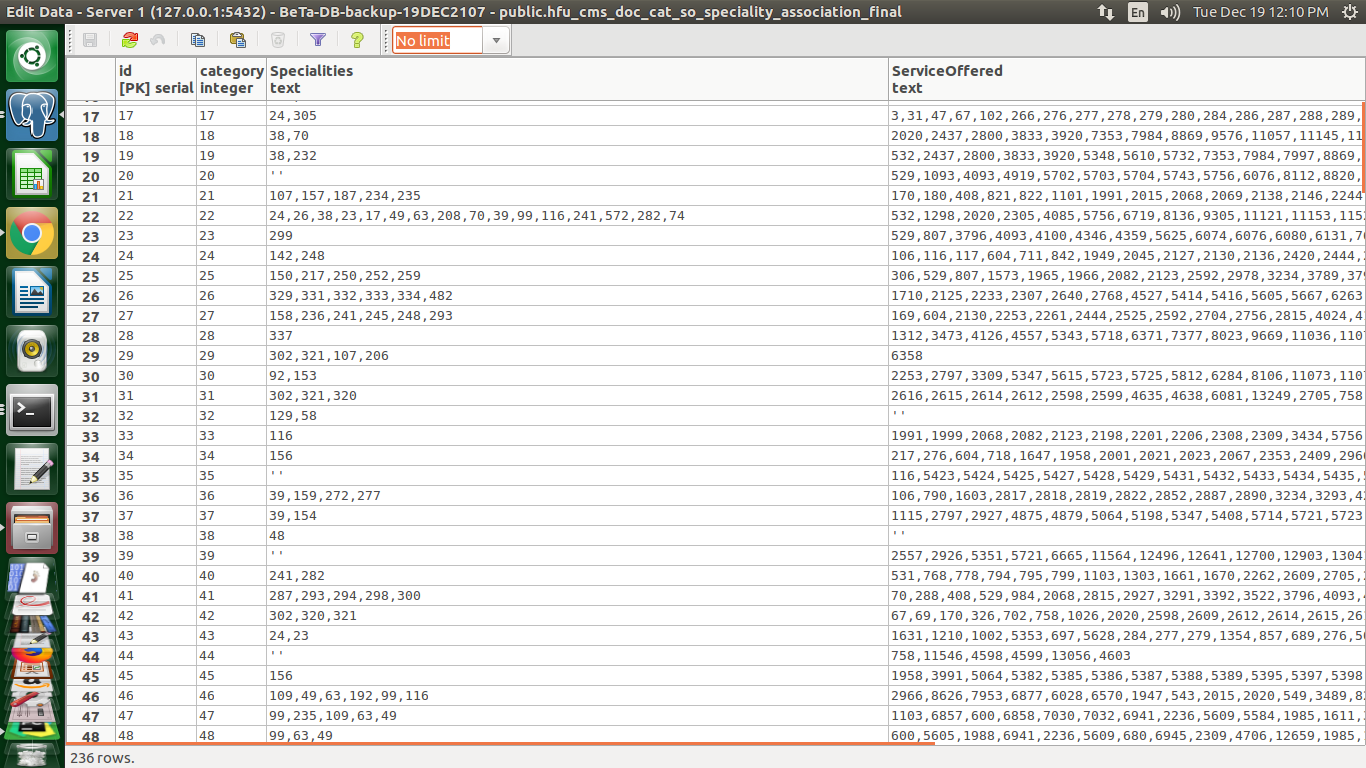 Edit Data - Server 1 (127.0.0.1:5432) - BeTa-DB-backup-19DEC2107 - public.hfu_cms_doc_cat_so_speciality_association_final En Tue Dec 19 12:10 PM
No limit
id category Specialities ServiceOffered
[PK] serial integer text text
17 17 17 24,305 3,31,47,67,102,266,276,277,278,279,280,284,286,287,288,289,
18 18 18 38,70 2020,2437,2800,3833,3920,7353,7984,8869,9576,11057,11145,11
19 19 19 38,232 532,2437,2800,3833,3920,5348,5610,5732,7353,7984,7997,8869,
20 20 20 '' 529,1093,4093,4919,5702,5703,5704,5743,5756,6076,8112,8820,
21 21 21 107,157,187,234,235 170,180,408,821,822,1101,1991,2015,2068,2069,2138,2146,2244
22 22 22 24,26,38,23,17,49,63,208,70,39,99,116,241,572,282,74 532,1298,2020,2305,4085,5756,6719,8136,9305,11121,11153,115
23 23 23 299 529,807,3796,4093,4100,4346,4359,5625,6074,6076,6080,6131,
24 24 24 142,248 106,116,117,604,711,842,1949,2045,2127,2130,2136,2420,2444,
25 25 25 150,217,250,252,259 306,529,807,1573,1965,1966,2082,2123,2592,2978,3234,3789,
26 26 26 329,331,332,333,334,482 1710,2125,2233,2307,2640,2768,4527,5414,5416,5605,5667,6263
27 27 27 158,236,241,245,248,293 169,604,2130,2253,2261,2444,2525,2592,2704,2756,2815,4024,
28 28 28 337 1312,3473,4126,4557,5343,5718,6371,7377,8023,9669,11036,110
29 29 29 302,321,107,206 6358
30 30 30 92,153 2253,2797,3309,5347,5615,5723,5725,5812,6284,8106,11073,110
31 31 31 302,321,320 2616,2615,2614,2612,2598,2599,4635,4638,6081,13249,2705,758
32 32 32 129,58 ''
33 33 33 116 1991,1999,2068,2082,2123,2198,2201,2206,2308,2309,3434,5756
34 34 34 156 217,276,604,718,1647,1958,2001,2021,2023,2067,2353,2409,
35 35 35 '' 116,5423,5424,5425,5427,5428,5429,5431,5432,5433,5434,5435,
36 36 36 39,159,272,277 106,790,1603,2817,2818,2819,2822,2852,2887,2890,3234,3293,
37 37 37 39,154 1115,2797,2927,4875,4879,5064,5198,5347,5408,5714,5721,5723
38 38 38 48 ''
39 39 39 '' 2557,2926,5351,5721,6665,11564,12496,12641,12700,12903,1304
40 40 40 241,282 531,768,778,794,795,799,1103,1303,1661,1670,2262,2609,2705,
41 41 41 287,293,294,298,300 70,288,408,529,984,2068,2815,2927,3291,3392,3522,3796,4093,
42 42 42 302,320,321 67,69,170,326,702,758,1026,2020,2598,2609,2612,2614,2615,26
43 43 43 24,23 1631,1210,1002,5353,697,5628,284,277,279,1354,857,689,276,
44 44 44 '' 758,11546,4598,4599,13056,4603
45 45 45 156 1958,3991,5064,5382,5385,5386,5387,5388,5389,5395,5397,5398
46 46 46 109,49,63,192,99,116 2966,8626,7953,6877,6028,6570,1947,543,2015,2020,549,3489,
47 47 47 99,235,109,63,49 1103,6857,600,6858,7030,7032,6941,2236,5609,5584,1985,1611,
48 48 48 99,63,49 600,5605,1988,6941,2236,5609,680,6945,2309,4706,12659,1985,
236 rows.